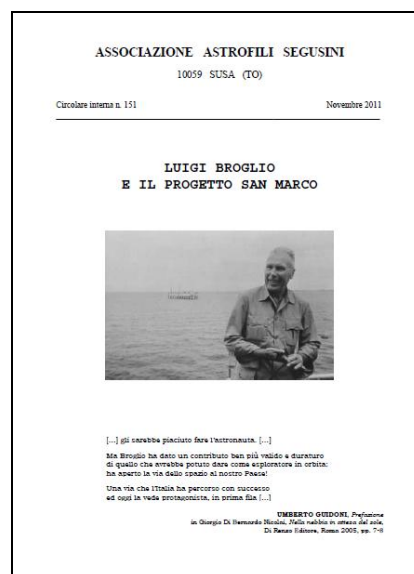 ASSOCIAZIONE ASTROFILI SEGUSINI
10059 SUSA (TO)
Circolare interna n. 151 Novembre 2011
LUIGI BROGLIO
E IL PROGETTO SAN MARCO
[...] gli sarebbe piaciuto fare l'astronauta. [...]
Ma Broglio ha dato un contributo ben più valido e duraturo
di quello che avrebbe potuto dare come esploratore in orbita:
ha aperto la via dello spazio al nostro Paese!
Una via che l'Italia ha percorso con successo
ed oggi la vede protagonista, in prima fila [...]
UMBERTO GUIDONI, Prefazione
in Giorgio Di Bernardo Nicolai, Nella nebbia in attesa del sole,
Di Renzo Editore, Roma 2005, pp. 7-8